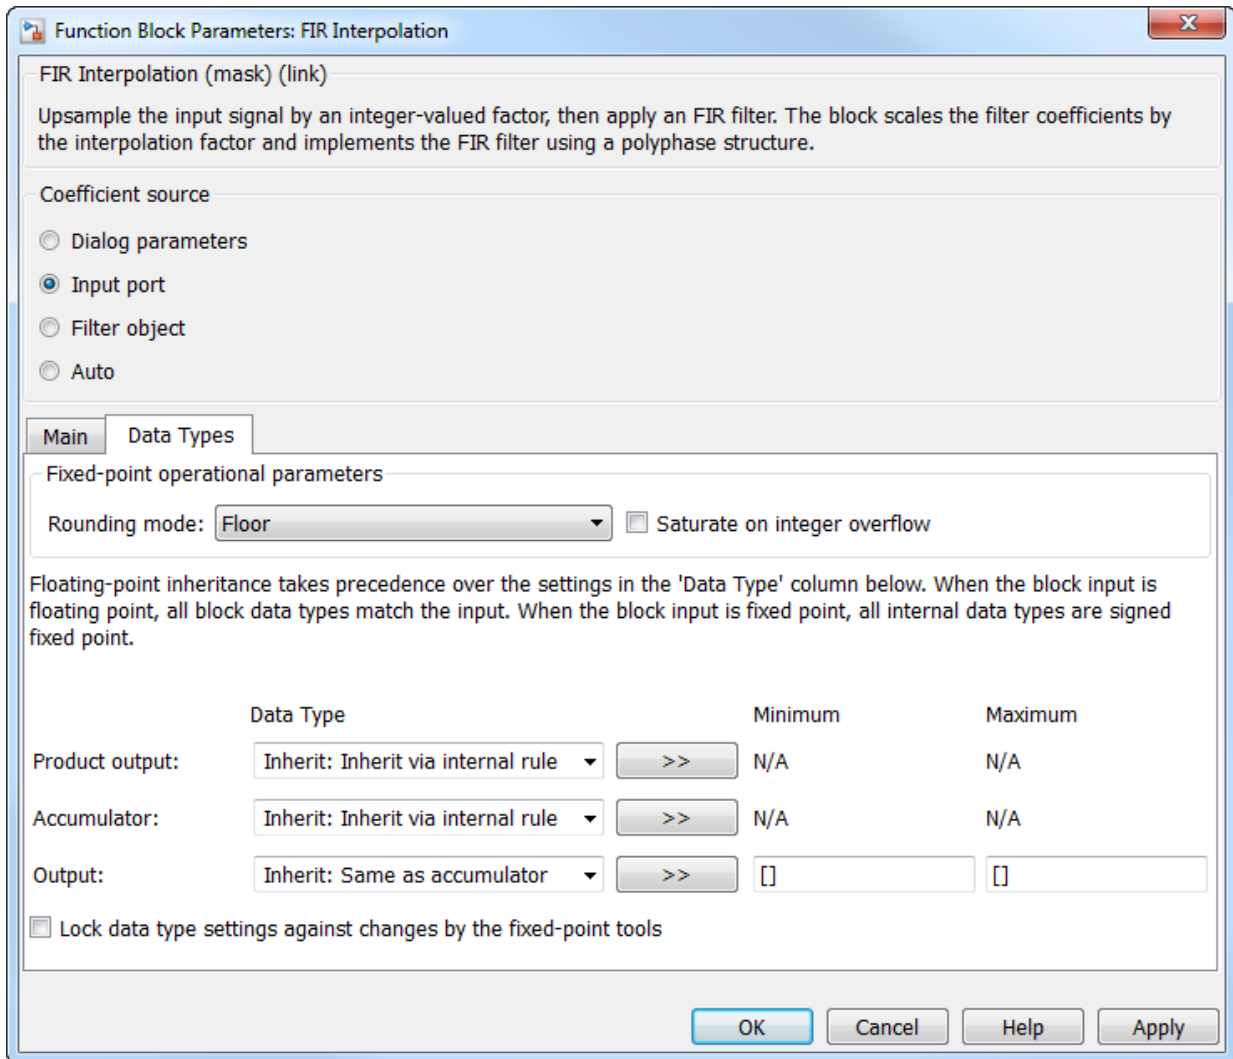 Function Block Parameters: FIR Interpolation
X
FIR Interpolation (mask) (link)
Upsample the input signal by an integer-valued factor, then apply an FIR filter. The block scales the filter coefficients by
the interpolation factor and implements the FIR filter using a polyphase structure.
Coefficient source
Dialog parameters
Input port
Filter object
Auto
Main Data Types
Fixed-point operational parameters
Rounding mode: Floor Saturate on integer overflow
Floating-point inheritance takes precedence over the settings in the 'Data Type' column below. When the block input is
floating point, all block data types match the input. When the block input is fixed point, all internal data types are signed
fixed point.
Data Type Minimum Maximum
Product output: Inherit: Inherit via internal rule >> N/A N/A
Accumulator: Inherit: Inherit via internal rule >> N/A N/A
Output: Inherit: Same as accumulator >> [] []
Lock data type settings against changes by the fixed-point tools
OK Cancel Help Apply